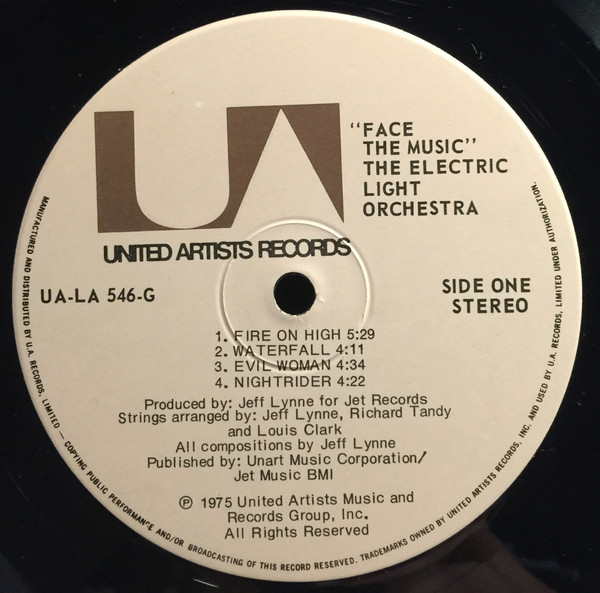 UA
"FACE
THE MUSIC"
THE ELECTRIC
LIGHT
ORCHESTRA
UNITED ARTISTS RECORDS
UA-LA 546-G
SIDE ONE
STEREO
1. FIRE ON HIGH 5:29
2. WATERFALL 4:11
3. EVIL WOMAN 4:34
4. NIGHTRIDER 4:22
Produced by: Jeff Lynne for Jet Records
Strings arranged by: Jeff Lynne, Richard Tandy
and Louis Clark
All compositions by Jeff Lynne
Published by: Unart Music Corporation/
Jet Music BMI
Ⓟ 1975 United Artists Music and
Records Group, Inc.
All Rights Reserved
MANUFACTURED AND DISTRIBUTED BY U.A. RECORDS, LIMITED — COPYING PUBLIC PERFORMANCE AND/OR BROADCASTING OF THIS RECORD RESERVED. TRADEMARKS OWNED BY UNITED ARTISTS RECORDS, INC. AND USED BY U.A. RECORDS, LIMITED UNDER AUTHORIZATION.